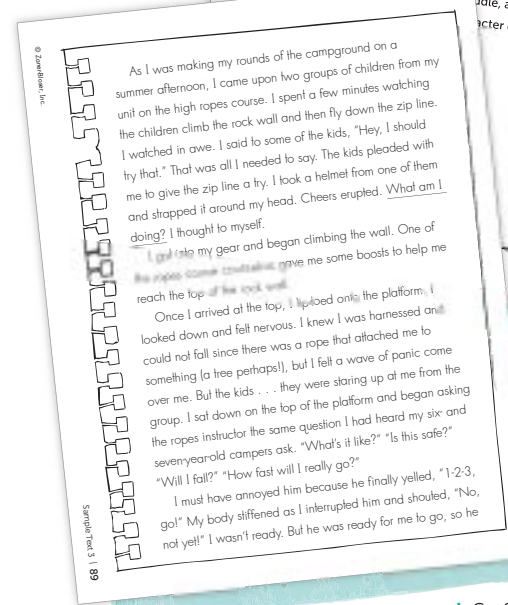 As I was making my rounds of the campground on a
summer afternoon, I came upon two groups of children from my
unit on the high ropes course. I spent a few minutes watching
the children climb the rock wall and then fly down the zip line.
I watched in awe. I said to some of the kids, "Hey, I should
try that." That was all I needed to say. The kids pleaded with
me to give the zip line a try. I took a helmet from one of them
and strapped it around my head. Cheers erupted. What am I
doing? I thought to myself.
I got into my gear and began climbing the wall. One of
the ropes course gave me some boosts to help me
reach the top of the rock wall.
Once I arrived at the top, I tiptoed onto the platform. I
looked down and felt nervous. I knew I was harnessed and
could not fall since there was a rope that attached me to
something (a tree perhaps!), but I felt a wave of panic come
over me. But the kids . . . they were staring up at me from the
group. I sat down on the top of the platform and began asking
the ropes instructor the same question I had heard my six- and
seven-year-old campers ask. "What's it like?" "Is this safe?"
"Will I fall?" "How fast will I really go?"
I must have annoyed him because he finally yelled, "1-2-3,
go!" My body stiffened as I interrupted him and shouted, "No,
not yet!" I wasn't ready. But he was ready for me to go, so he
© Zaner-Bloser, Inc.
Sample Text 3 | 89